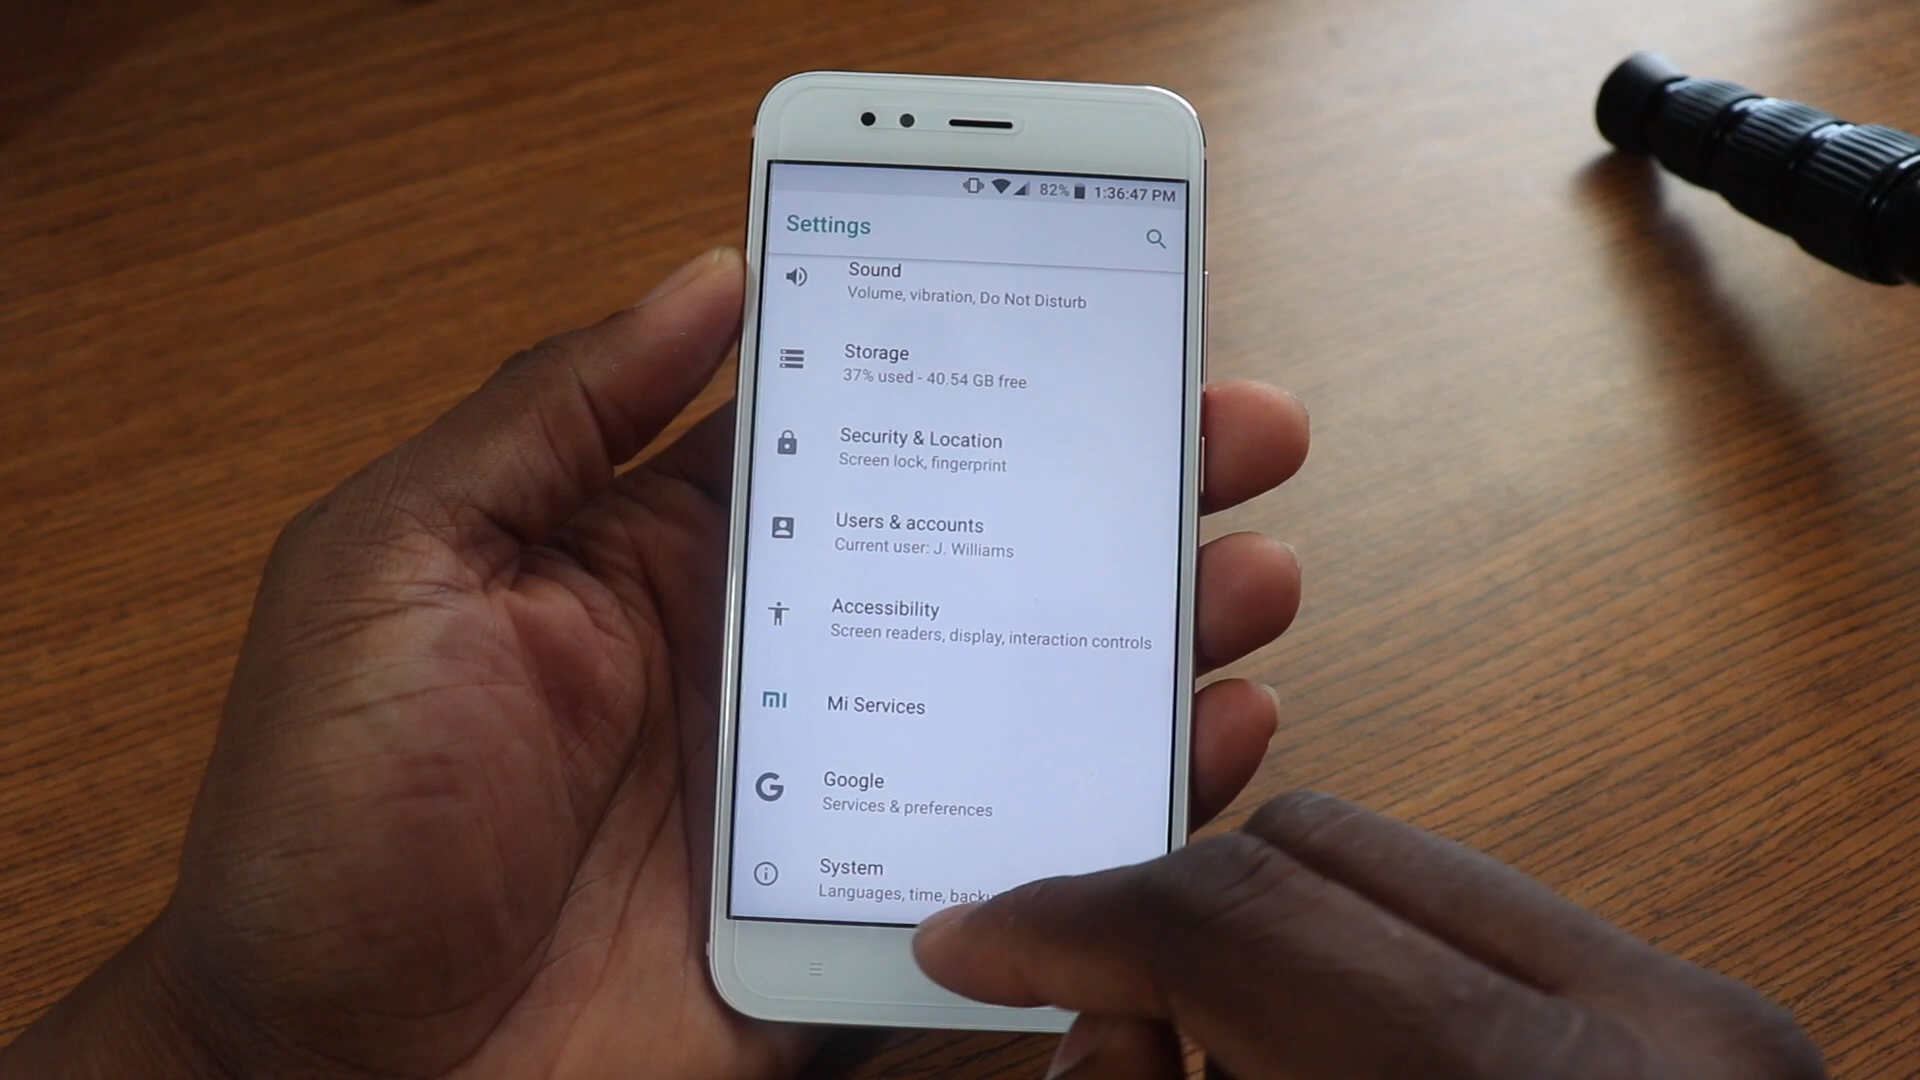 82% 1:36:47 PM
Settings
Sound
Volume, vibration, Do Not Disturb
Storage
37% used - 40.54 GB free
Security & Location
Screen lock, fingerprint
Users & accounts
Current user: J. Williams
Accessibility
Screen readers, display, interaction controls
MI
Mi Services
G
Google
Services & preferences
System
Languages, time,